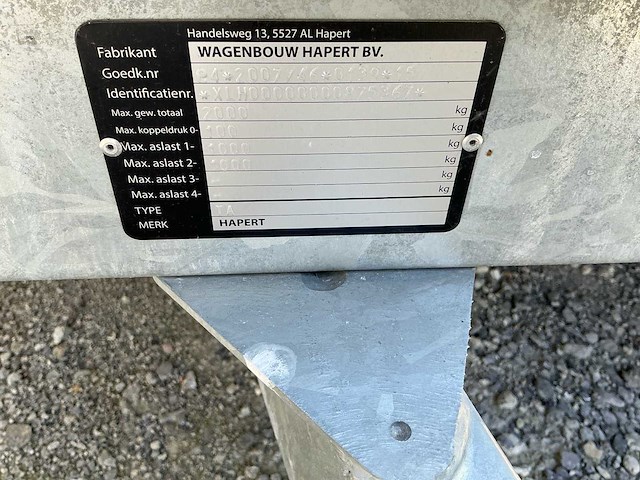 Handelsweg 13, 5527 AL Hapert
Fabrikant WAGENBOUW HAPERT BV.
Goedk.nr
Identificatienr.
Max. gew. totaal 2000 kg
Max. koppeldruk 0- kg
Max. aslast 1- kg
Max. aslast 2- kg
Max. aslast 3- kg
Max. aslast 4- kg
TYPE
MERK HAPERT